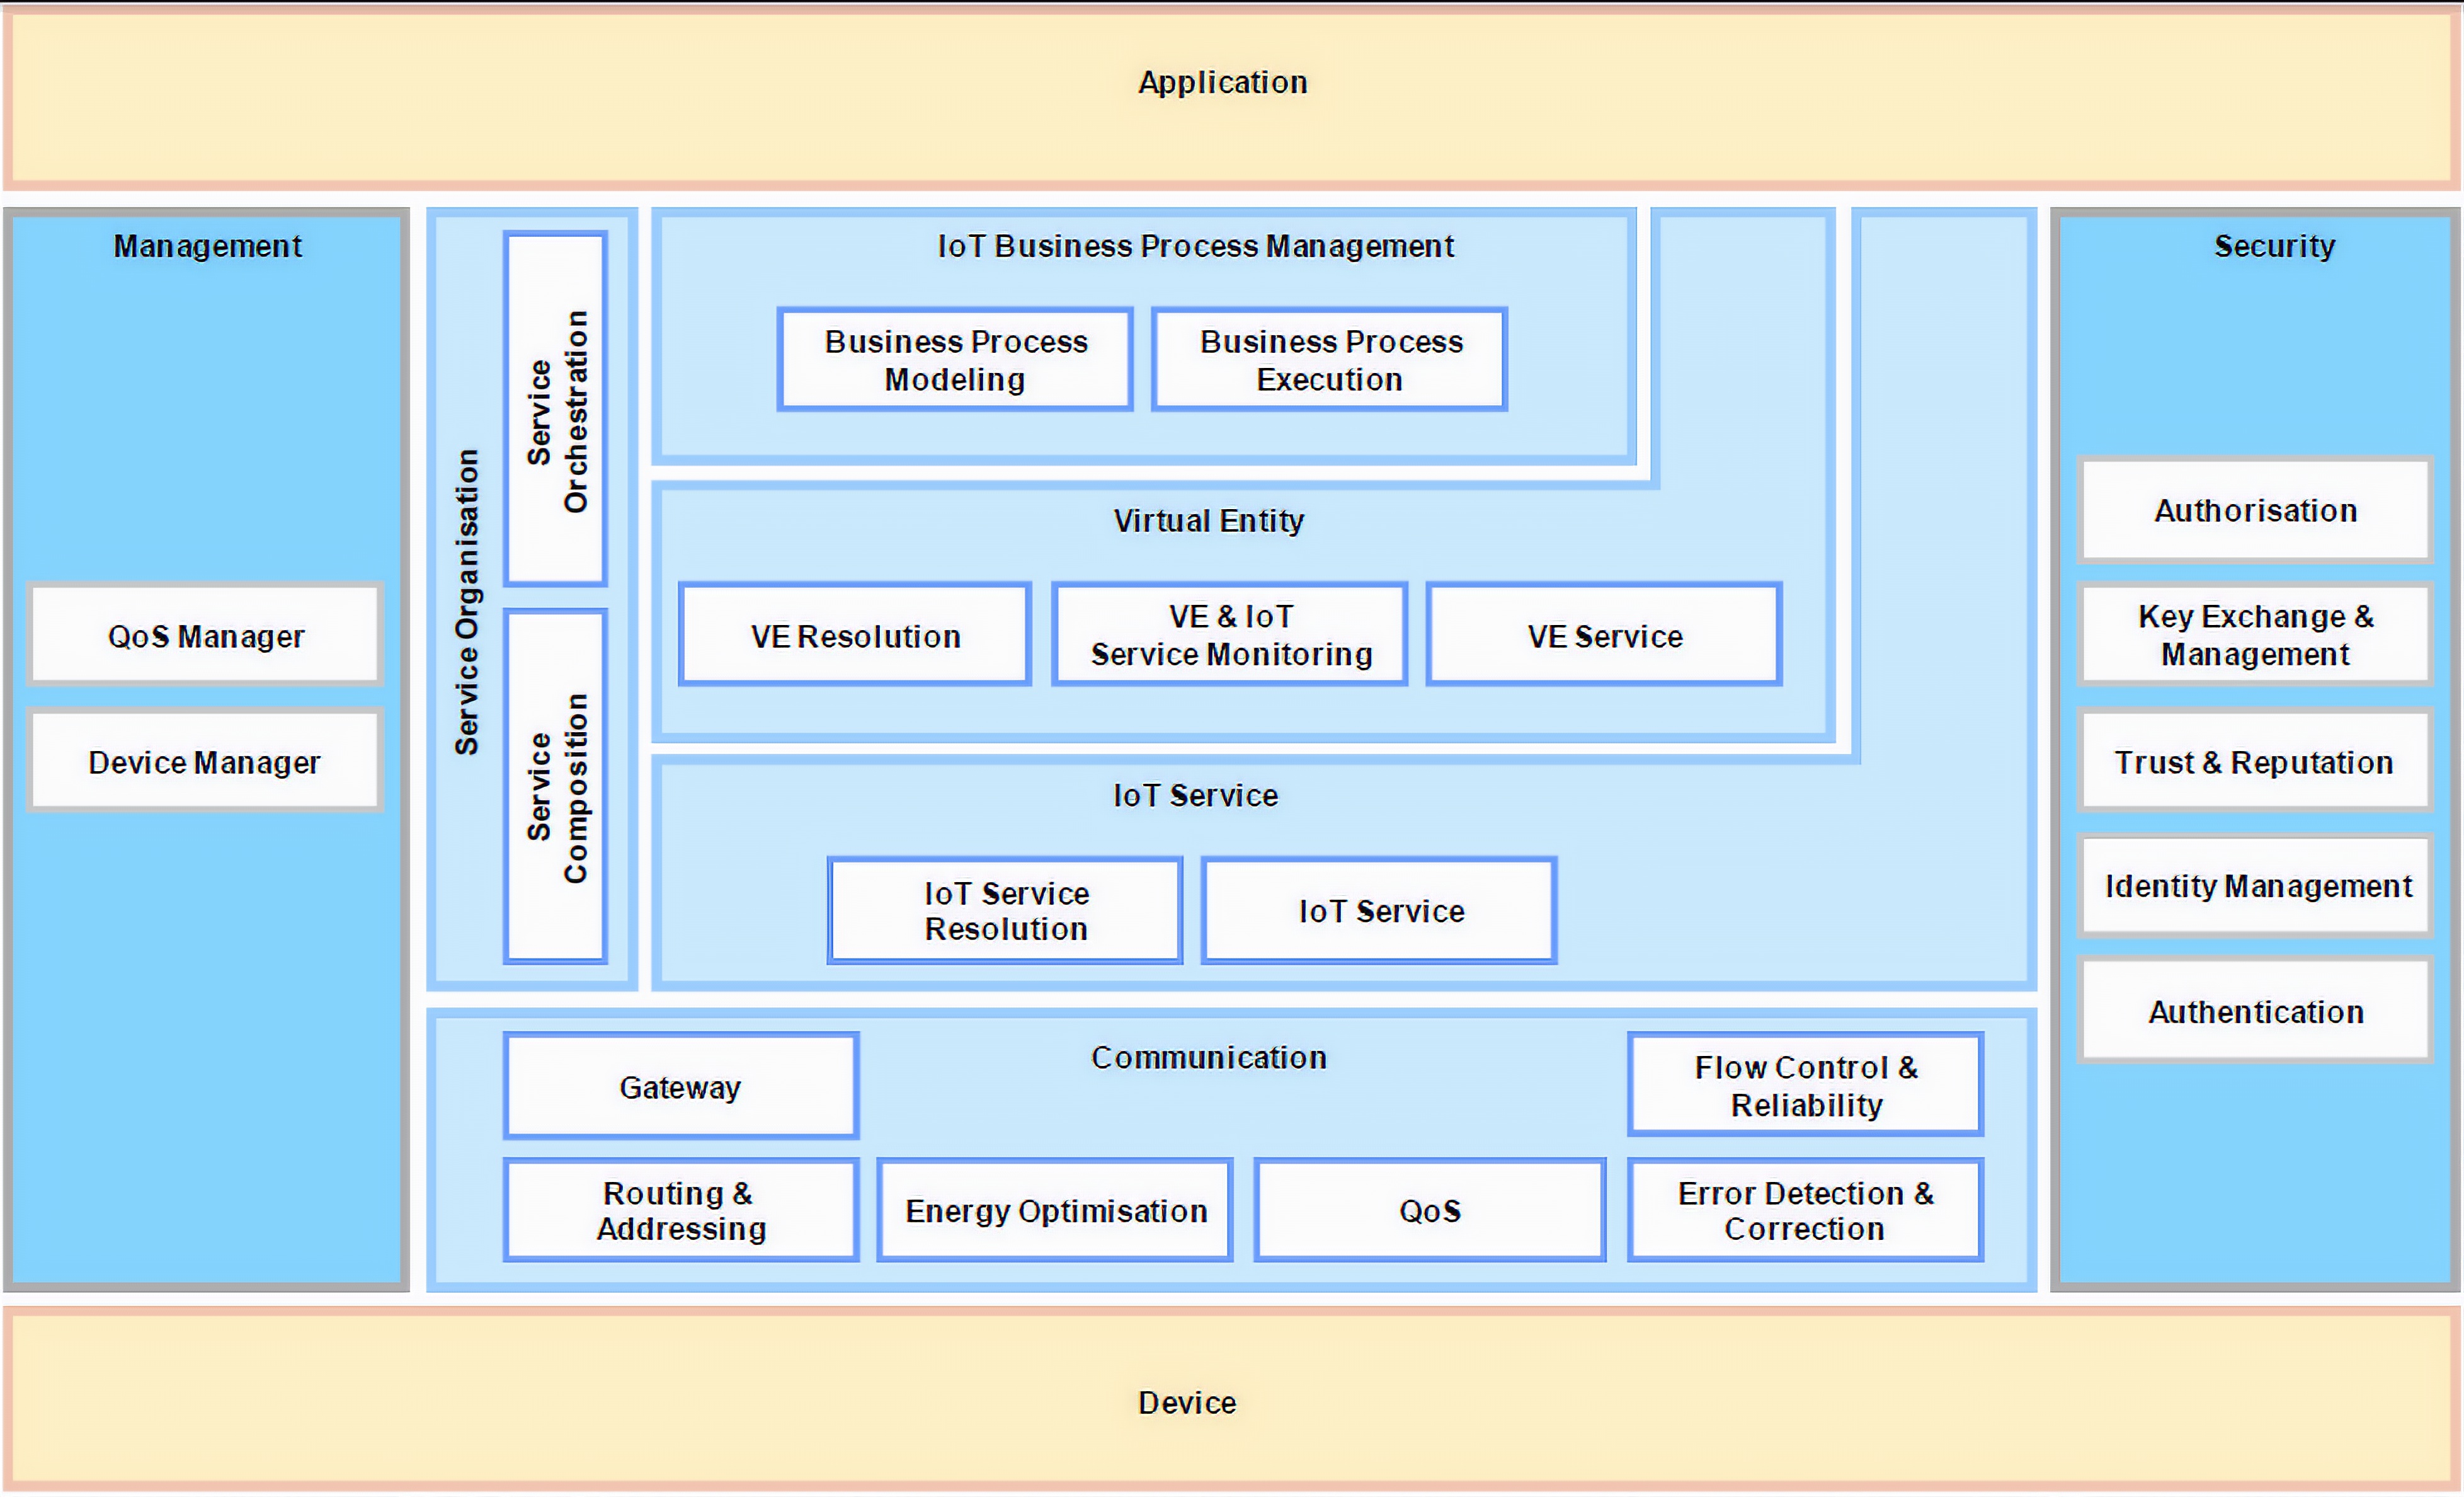 Application
Management
QoS Manager
Device Manager
Service Organisation
Service
Orchestration
Service
Composition
IoT Business Process Management
Business Process
Modeling
Business Process
Execution
Virtual Entity
VE Resolution
VE & IoT
Service Monitoring
VE Service
IoT Service
IoT Service
Resolution
IoT Service
Communication
Gateway
Flow Control &
Reliability
Routing &
Addressing
Energy Optimisation
QoS
Error Detection &
Correction
Security
Authorisation
Key Exchange &
Management
Trust & Reputation
Identity Management
Authentication
Device